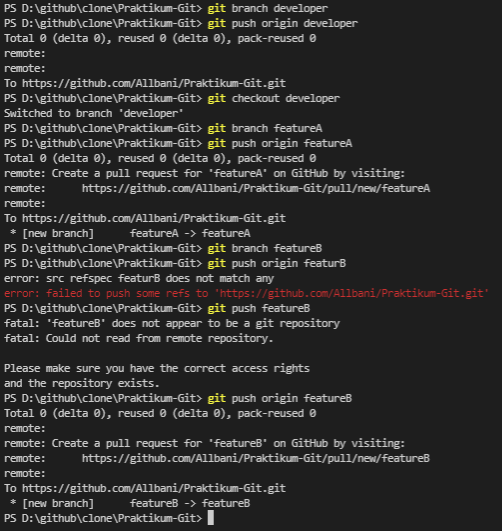 PS D:\github\clone\Praktikum-Git> git branch developer
PS D:\github\clone\Praktikum-Git> git push origin developer
Total 0 (delta 0), reused 0 (delta 0), pack-reused 0
remote:
remote:
To https://github.com/Allbani/Praktikum-Git.git
PS D:\github\clone\Praktikum-Git> git checkout developer
Switched to branch 'developer'
PS D:\github\clone\Praktikum-Git> git branch featureA
PS D:\github\clone\Praktikum-Git> git push origin featureA
Total 0 (delta 0), reused 0 (delta 0), pack-reused 0
remote: Create a pull request for 'featureA' on GitHub by visiting:
remote:      https://github.com/Allbani/Praktikum-Git/pull/new/featureA
remote:
To https://github.com/Allbani/Praktikum-Git.git
 * [new branch]      featureA -> featureA
PS D:\github\clone\Praktikum-Git> git branch featureB
PS D:\github\clone\Praktikum-Git> git push origin featurB
error: src refspec featurB does not match any
error: failed to push some refs to 'https://github.com/Allbani/Praktikum-Git.git'
PS D:\github\clone\Praktikum-Git> git push featureB
fatal: 'featureB' does not appear to be a git repository
fatal: Could not read from remote repository.

Please make sure you have the correct access rights
and the repository exists.
PS D:\github\clone\Praktikum-Git> git push origin featureB
Total 0 (delta 0), reused 0 (delta 0), pack-reused 0
remote:
remote: Create a pull request for 'featureB' on GitHub by visiting:
remote:      https://github.com/Allbani/Praktikum-Git/pull/new/featureB
remote:
To https://github.com/Allbani/Praktikum-Git.git
 * [new branch]      featureB -> featureB
PS D:\github\clone\Praktikum-Git>